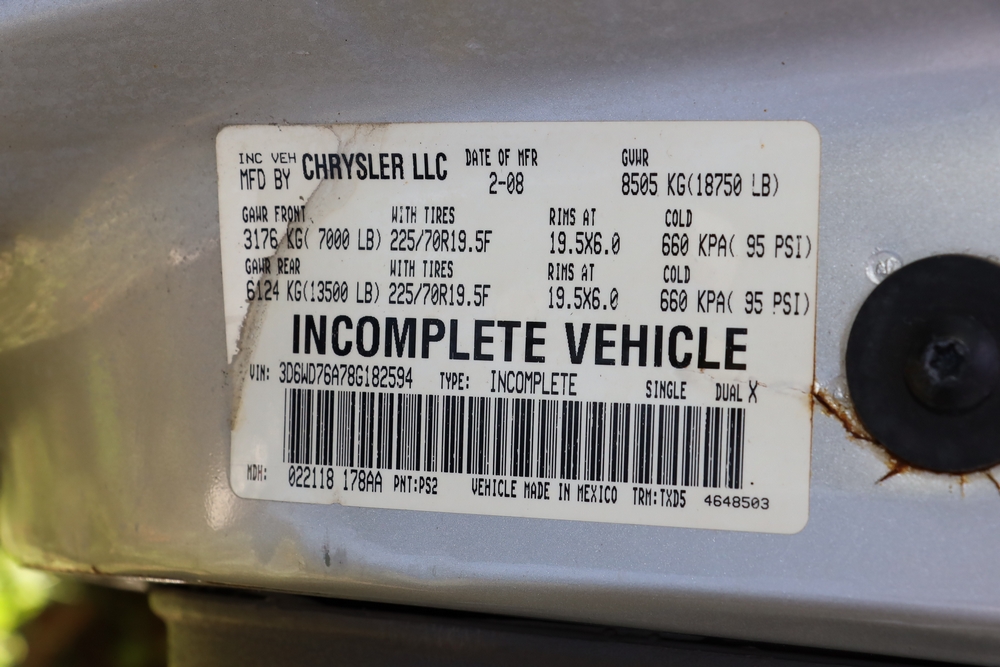 INC VEH MFD BY CHRYSLER LLC DATE OF MFR 2-08 GVWR 8505 KG(18750 LB)
GAWR FRONT WITH TIRES RIMS AT COLD
3176 KG( 7000 LB) 225/70R19.5F 19.5X6.0 660 KPA( 95 PSI)
GAWR REAR WITH TIRES RIMS AT COLD
6124 KG(13500 LB) 225/70R19.5F 19.5X6.0 660 KPA( 95 PSI)
INCOMPLETE VEHICLE
VIN: 3D6WD76A78G182594 TYPE: INCOMPLETE SINGLE DUAL X
MDH: 022118 178AA PNT:PS2 VEHICLE MADE IN MEXICO TRM:TXD5 4648503